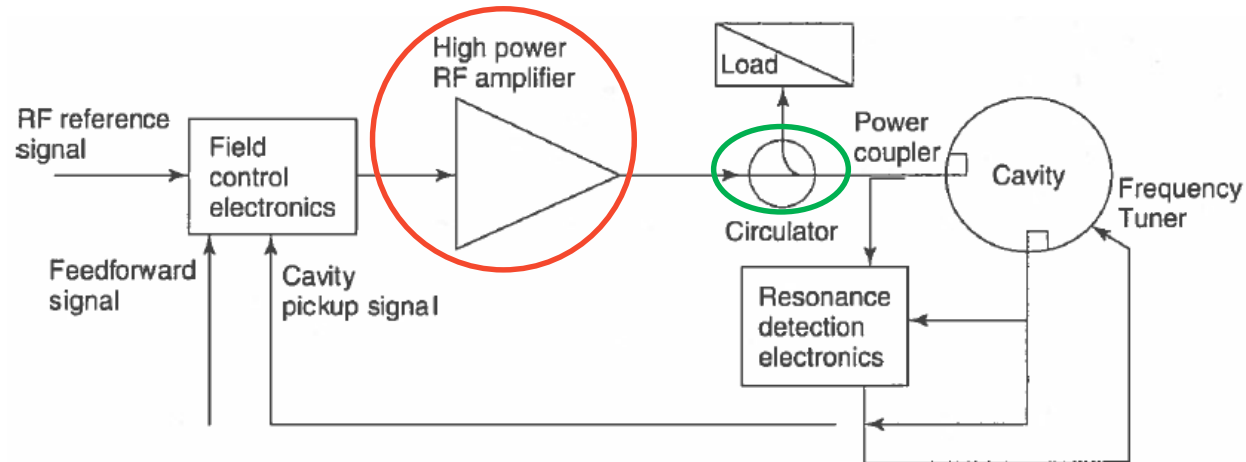 High power
RF amplifier
Load
RF reference
signal
Field
control
electronics
Power
coupler
Cavity
Frequency
Tuner
Circulator
Feedforward
signal
Cavity
pickup signal
Resonance
detection
electronics